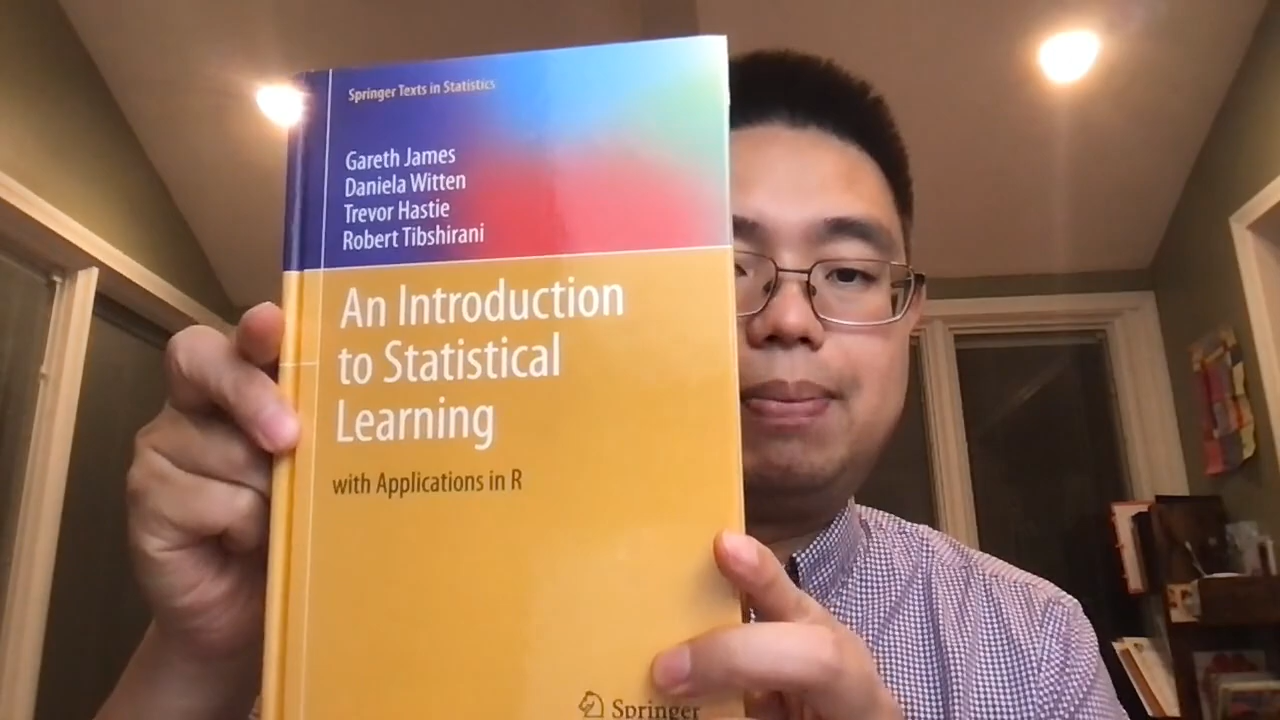 Springer Texts in Statistics
Gareth James
Daniela Witten
Trevor Hastie
Robert Tibshirani
An Introduction
to Statistical
Learning
with Applications in R
Springer